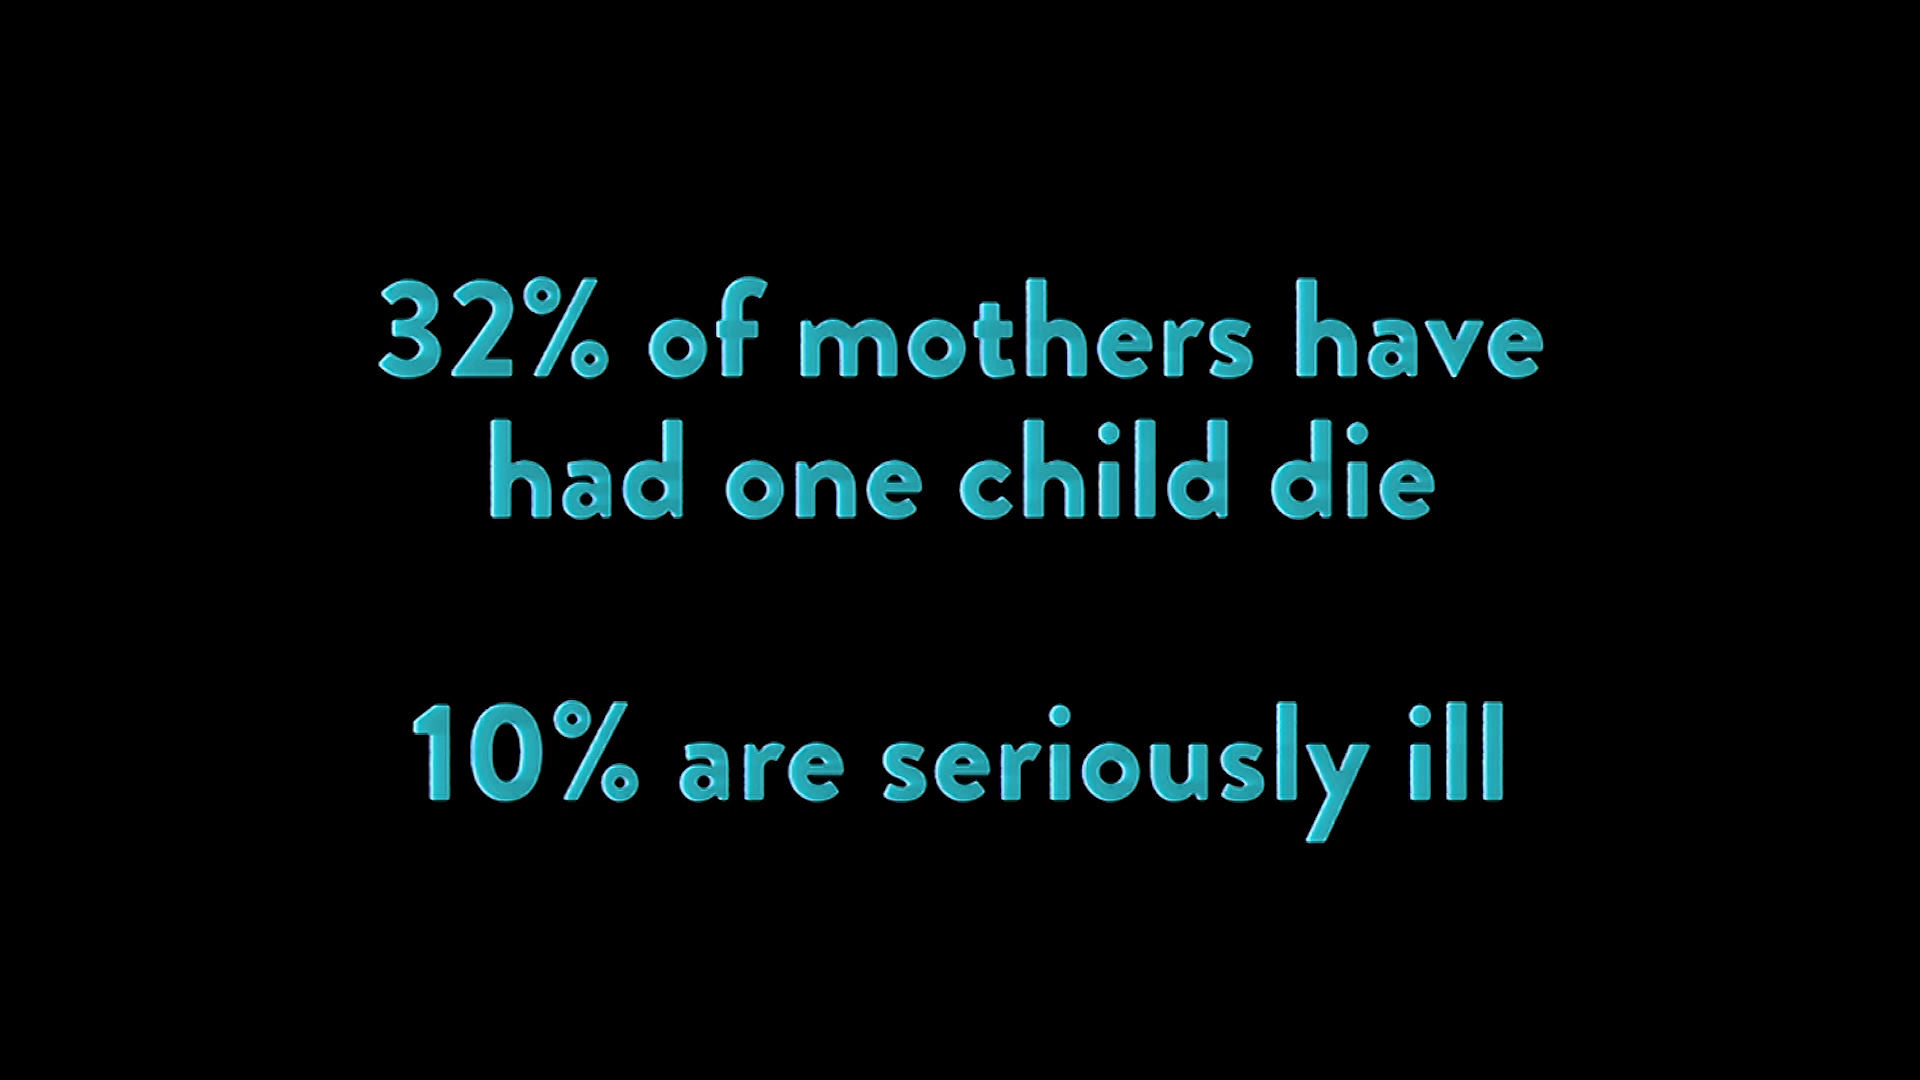 32% of mothers have
had one child die
10% are seriously ill